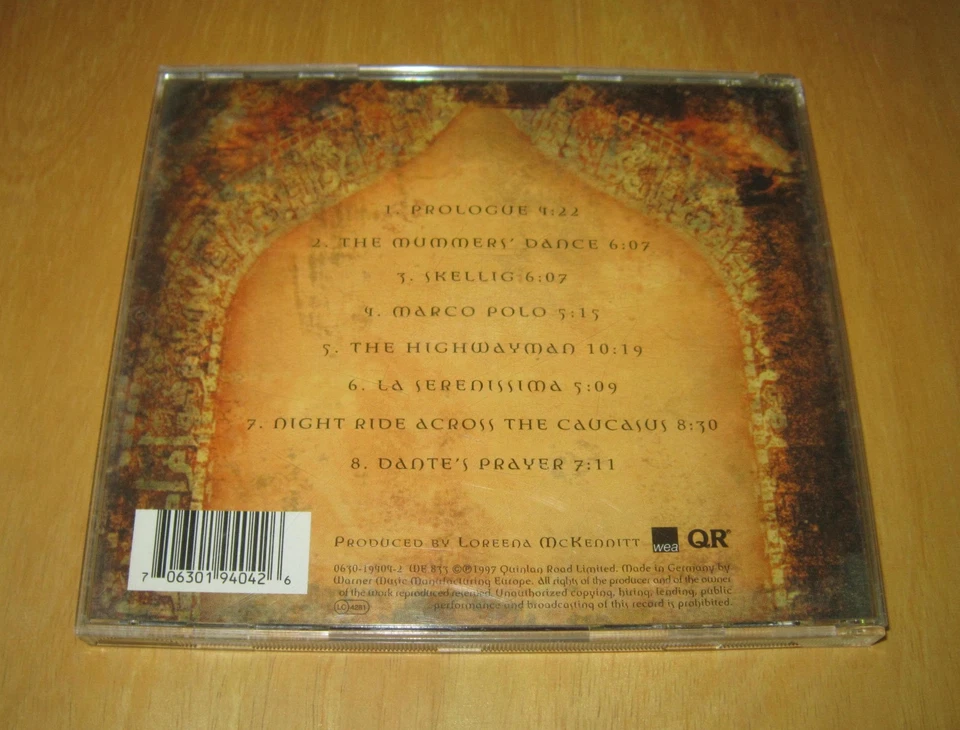 1. PROLOGUE 4:22
2. THE MUMMERS' DANCE 6:07
3. SKELLIG 6:07
4. MARCO POLO 5:15
5. THE HIGHWAYMAN 10:19
6. LA SERENISSIMA 5:09
7. NIGHT RIDE ACROSS THE CAUCASUS 8:30
8. DANTE'S PRAYER 7:11
PRODUCED BY LOREENA MCKENNITT wea QR
0630-19404-2 WE 833 ©℗1997 Quinlan Road Limited. Made in Germany by
Warner Music Manufacturing Europe. All rights of the producer and of the owner
of the work reproduced reserved. Unauthorized copying, hiring, lending, public
performance and broadcasting of this record is prohibited.
LC 4281
7 06301 94042 6